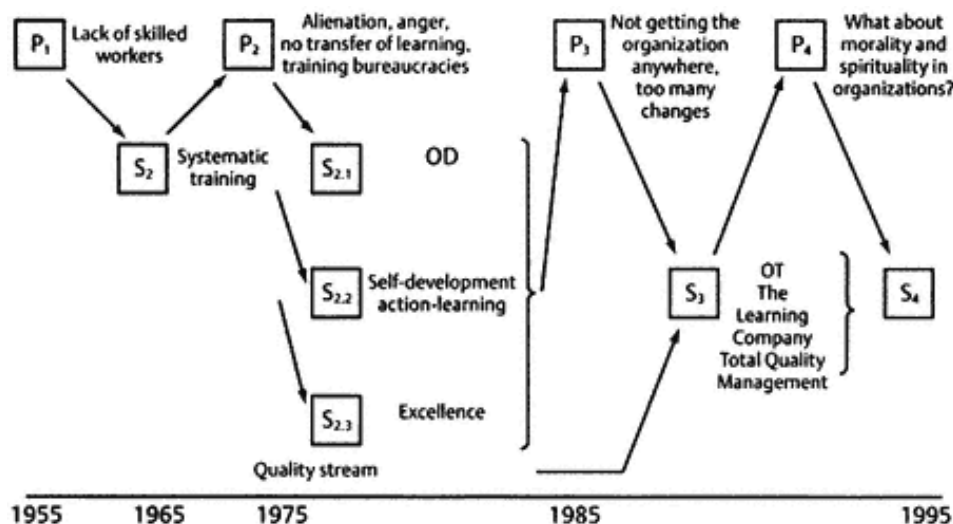 P₁
Lack of skilled
workers
P₂
Alienation, anger,
no transfer of learning,
training bureaucracies
P₃
Not getting the
organization
anywhere,
too many
changes
P₄
What about
morality and
spirituality in
organizations?
S₂
Systematic
training
S₂.₁
OD
S₂.₂
Self-development
action-learning
S₂.₃
Excellence
Quality stream
S₃
OT
The
Learning
Company
Total Quality
Management
S₄
1955 1965 1975 1985 1995